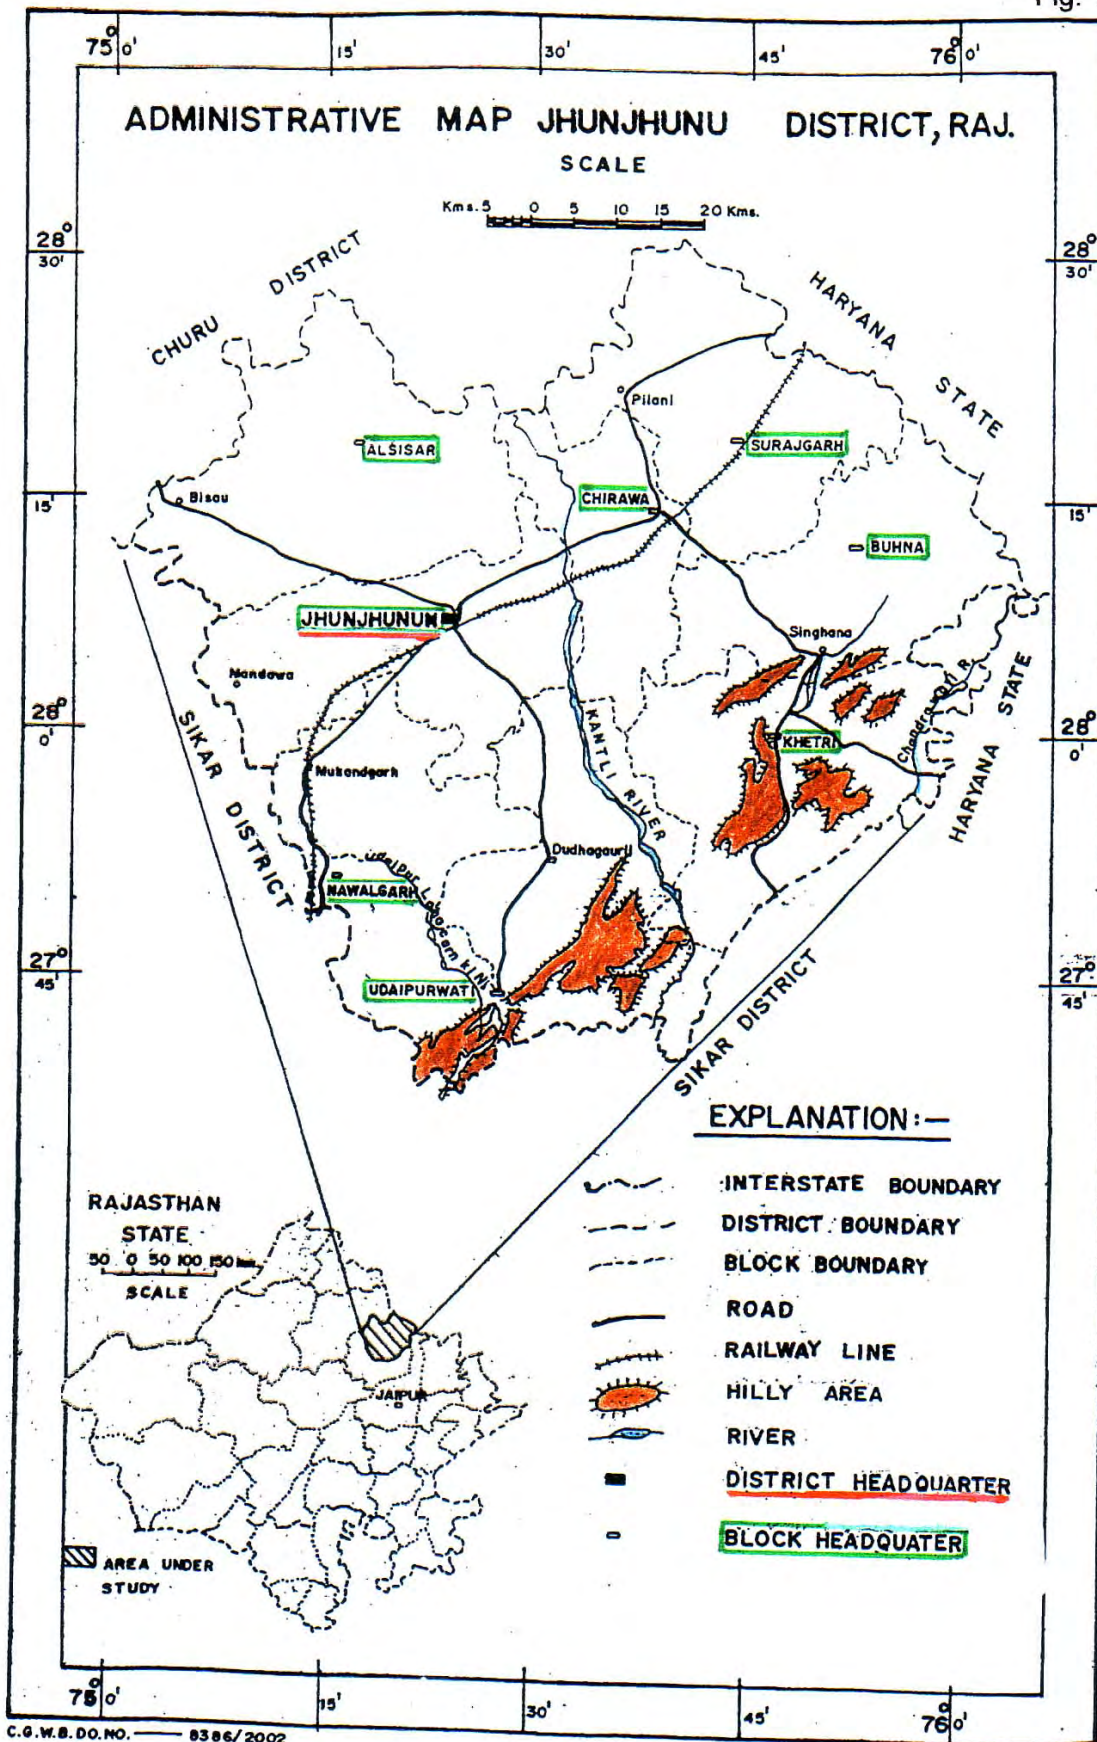 Fig.
75° 0' 15' 30' 45' 76° 0'
ADMINISTRATIVE MAP JHUNJHUNU DISTRICT, RAJ.
SCALE
Kms. 5 0 5 10 15 20 Kms.
28° 30'
28° 30'
CHURU DISTRICT
HARYANA STATE
Pilani
ALSISAR
SURAJGARH
CHIRAWA
Bisau
15'
15'
BUHNA
JHUNJHUNUN
Singhana
Mandawa
28° 0'
28° 0'
SIKAR DISTRICT
KANTLI RIVER
KHETRI
HARYANA STATE
Mukandgarh
Dudhagaurh
NAWALGARH
27° 45'
27° 45'
UDAIPURWATI
SIKAR DISTRICT
EXPLANATION:—
INTERSTATE BOUNDARY
DISTRICT BOUNDARY
BLOCK BOUNDARY
ROAD
RAILWAY LINE
HILLY AREA
RIVER
DISTRICT HEADQUARTER
BLOCK HEADQUATER
RAJASTHAN
STATE
50 0 50 100 150 km
SCALE
JAIPUR
AREA UNDER
STUDY
75° 0' 15' 30' 45' 76° 0'
C.G.W.B. DO. NO. —— 8386/2002